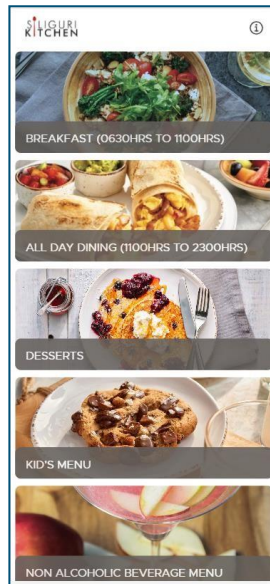 SILIGURI
KITCHEN
BREAKFAST (0630HRS TO 1100HRS)
ALL DAY DINING (1100HRS TO 2300HRS)
DESSERTS
KID'S MENU
NON ALCOHOLIC BEVERAGE MENU